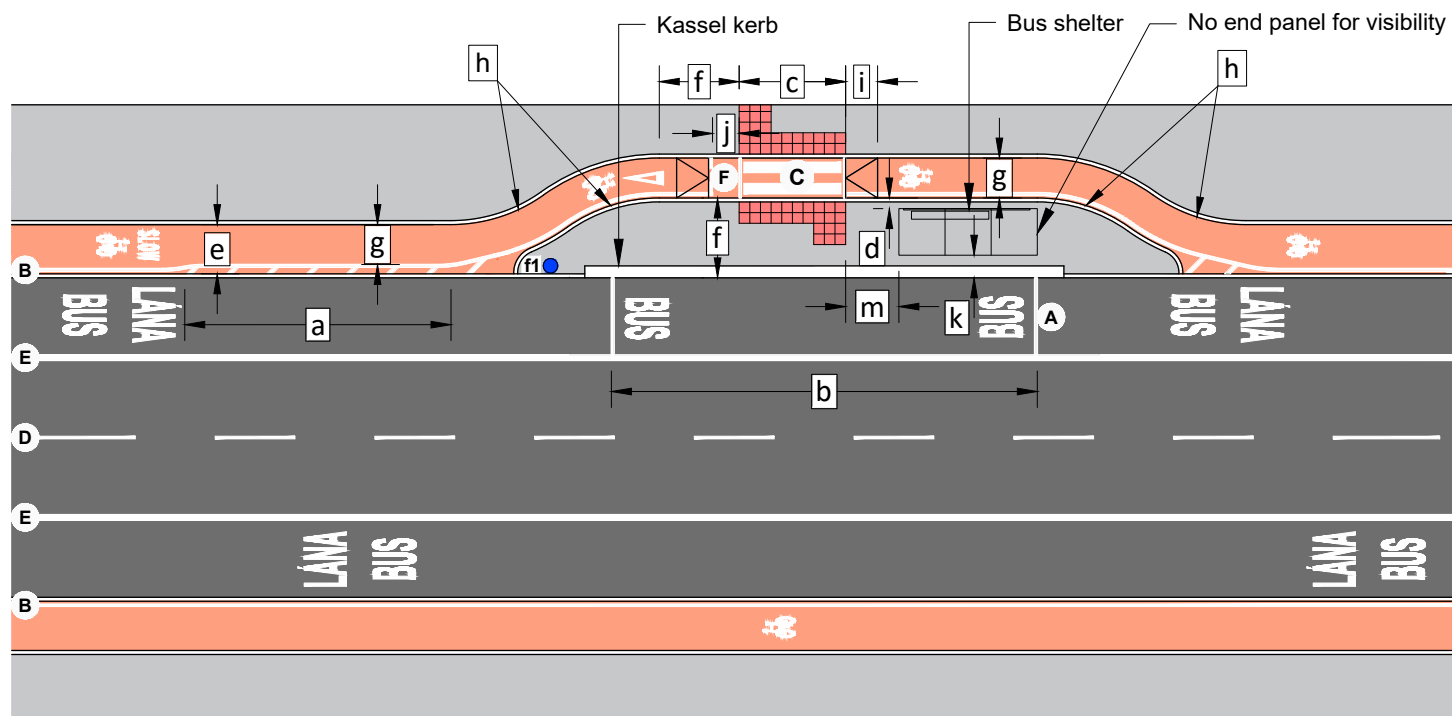 Kassel kerb
Bus shelter
No end panel for visibility
h
f
c
i
h
j
F
C
g
e
g
SLOW
f
d
f1
B
LÁNA
BUS
a
BUS
m
k
BUS
A
LÁNA
BUS
E
b
D
E
LÁNA
BUS
LÁNA
BUS
B